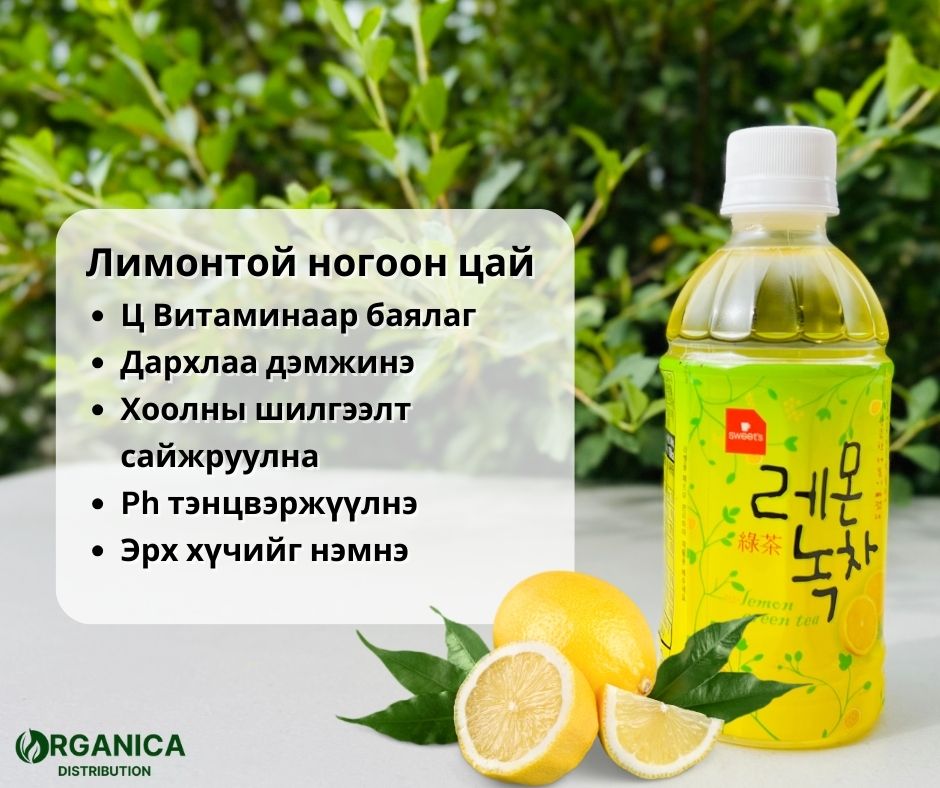 Лимонтой ногоон цай
• Ц Витаминаар баялаг
• Дархлаа дэмжинэ
• Хоолны шилгээлт
сайжруулна
• Ph тэнцвэржүүлнэ
• Эрх хүчийг нэмнэ
sweet's
레몬
녹차
綠茶
lemon
green tea
ORGANICA
DISTRIBUTION